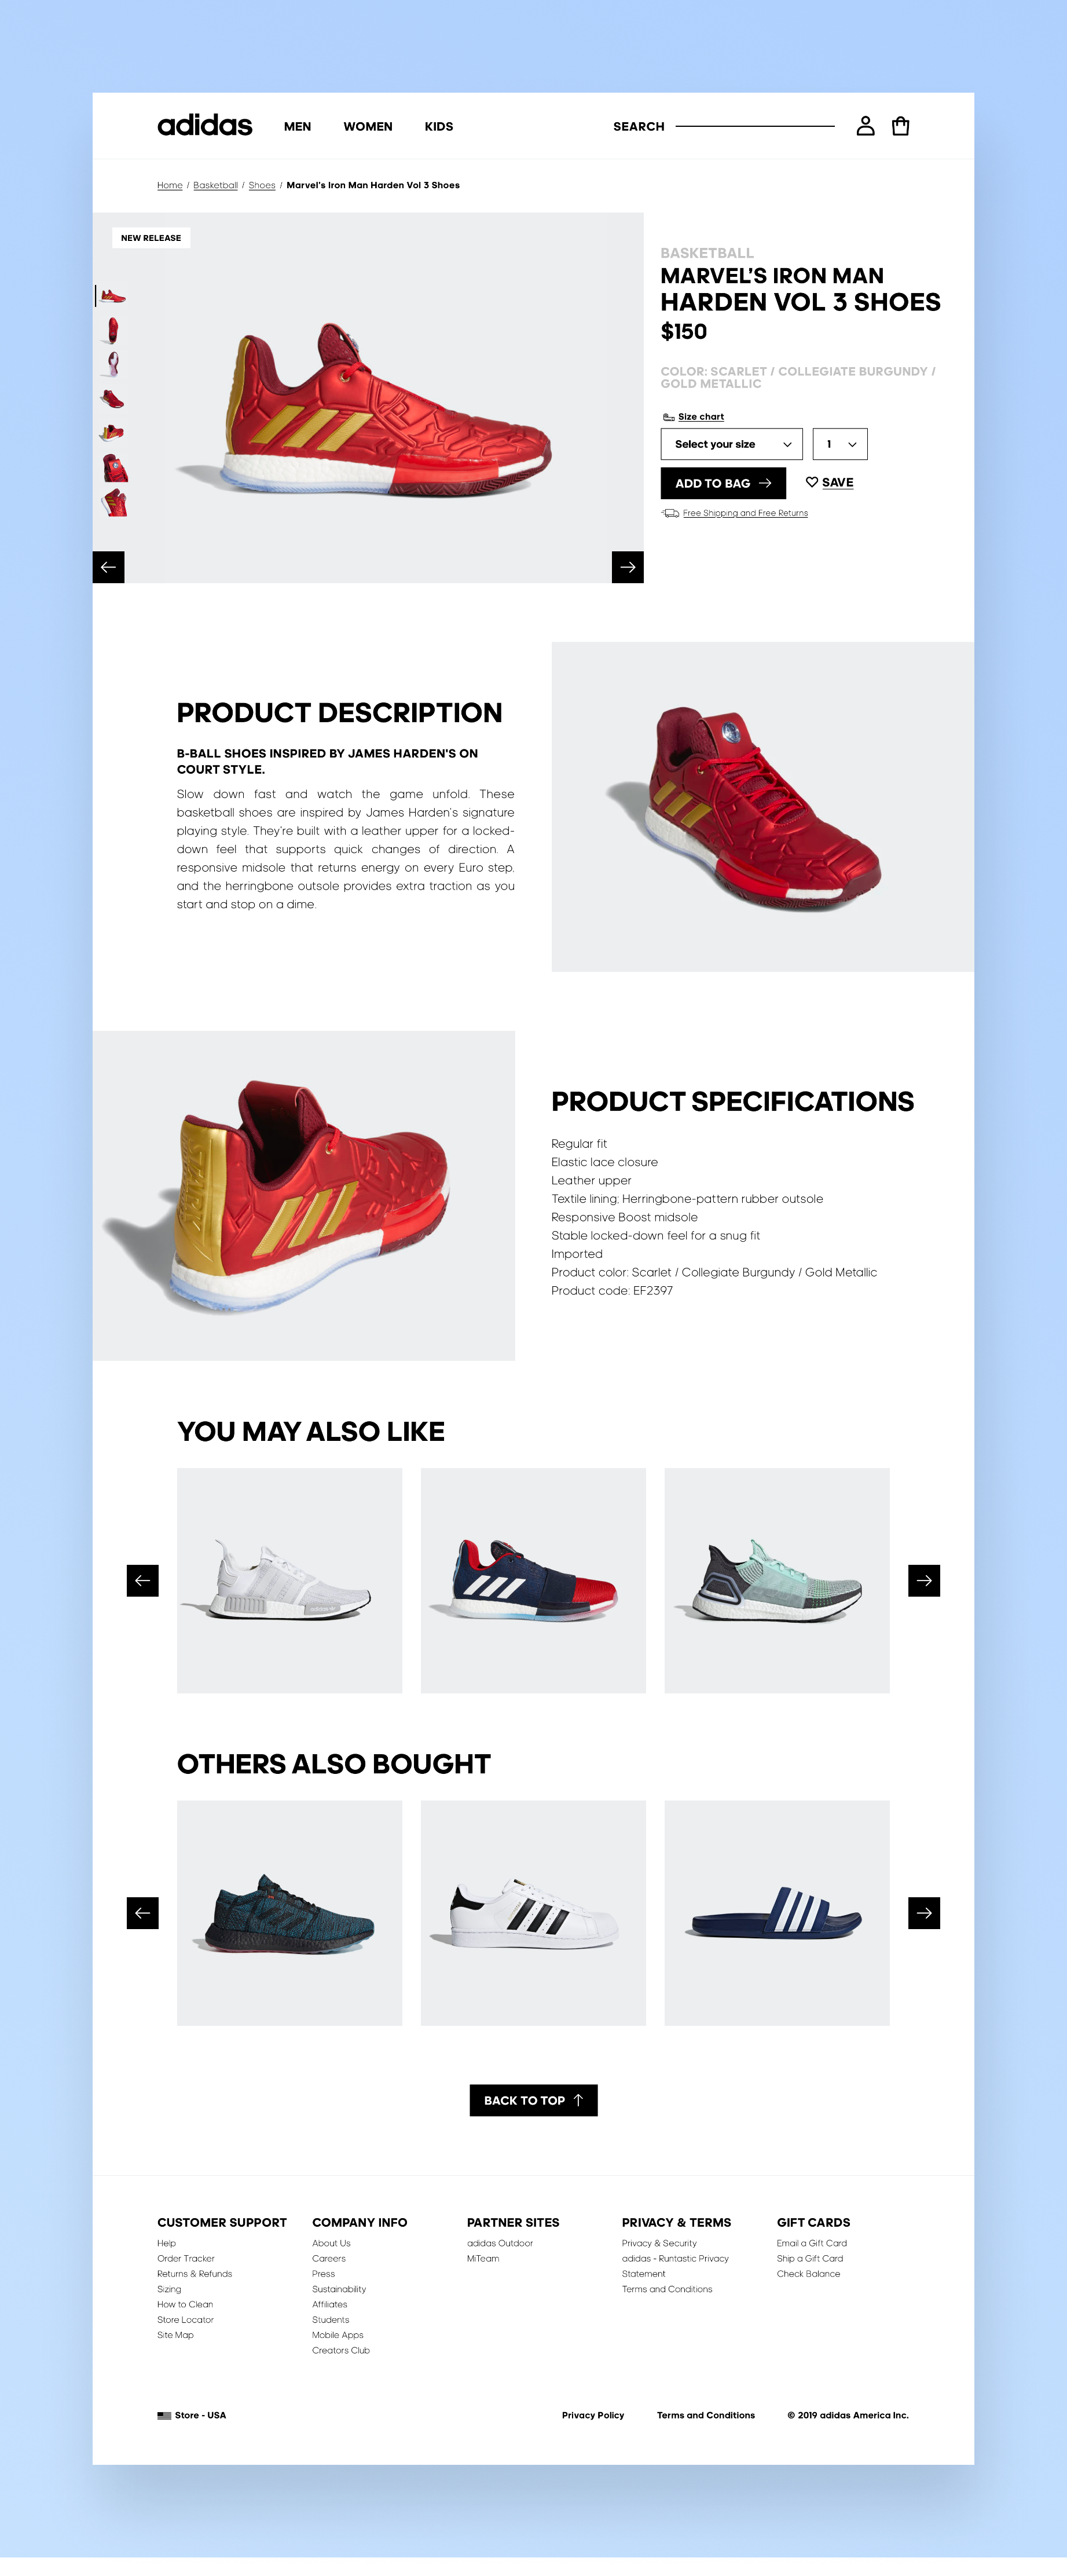 adidas MEN WOMEN KIDS SEARCH
Home / Basketball / Shoes / Marvel's Iron Man Harden Vol 3 Shoes
NEW RELEASE
BASKETBALL
MARVEL'S IRON MAN
HARDEN VOL 3 SHOES
$150
COLOR: SCARLET / COLLEGIATE BURGUNDY /
GOLD METALLIC
Size chart
Select your size 1
ADD TO BAG SAVE
Free Shipping and Free Returns
PRODUCT DESCRIPTION
B-BALL SHOES INSPIRED BY JAMES HARDEN'S ON
COURT STYLE.
Slow down fast and watch the game unfold. These
basketball shoes are inspired by James Harden's signature
playing style. They're built with a leather upper for a locked-
down feel that supports quick changes of direction. A
responsive midsole that returns energy on every Euro step,
and the herringbone outsole provides extra traction as you
start and stop on a dime.
PRODUCT SPECIFICATIONS
Regular fit
Elastic lace closure
Leather upper
Textile lining; Herringbone-pattern rubber outsole
Responsive Boost midsole
Stable locked-down feel for a snug fit
Imported
Product color: Scarlet / Collegiate Burgundy / Gold Metallic
Product code: EF2397
YOU MAY ALSO LIKE
OTHERS ALSO BOUGHT
BACK TO TOP
CUSTOMER SUPPORT
Help
Order Tracker
Returns & Refunds
Sizing
How to Clean
Store Locator
Site Map
COMPANY INFO
About Us
Careers
Press
Sustainability
Affiliates
Students
Mobile Apps
Creators Club
PARTNER SITES
adidas Outdoor
MiTeam
PRIVACY & TERMS
Privacy & Security
adidas - Runtastic Privacy
Statement
Terms and Conditions
GIFT CARDS
Email a Gift Card
Ship a Gift Card
Check Balance
Store - USA
Privacy Policy Terms and Conditions © 2019 adidas America Inc.